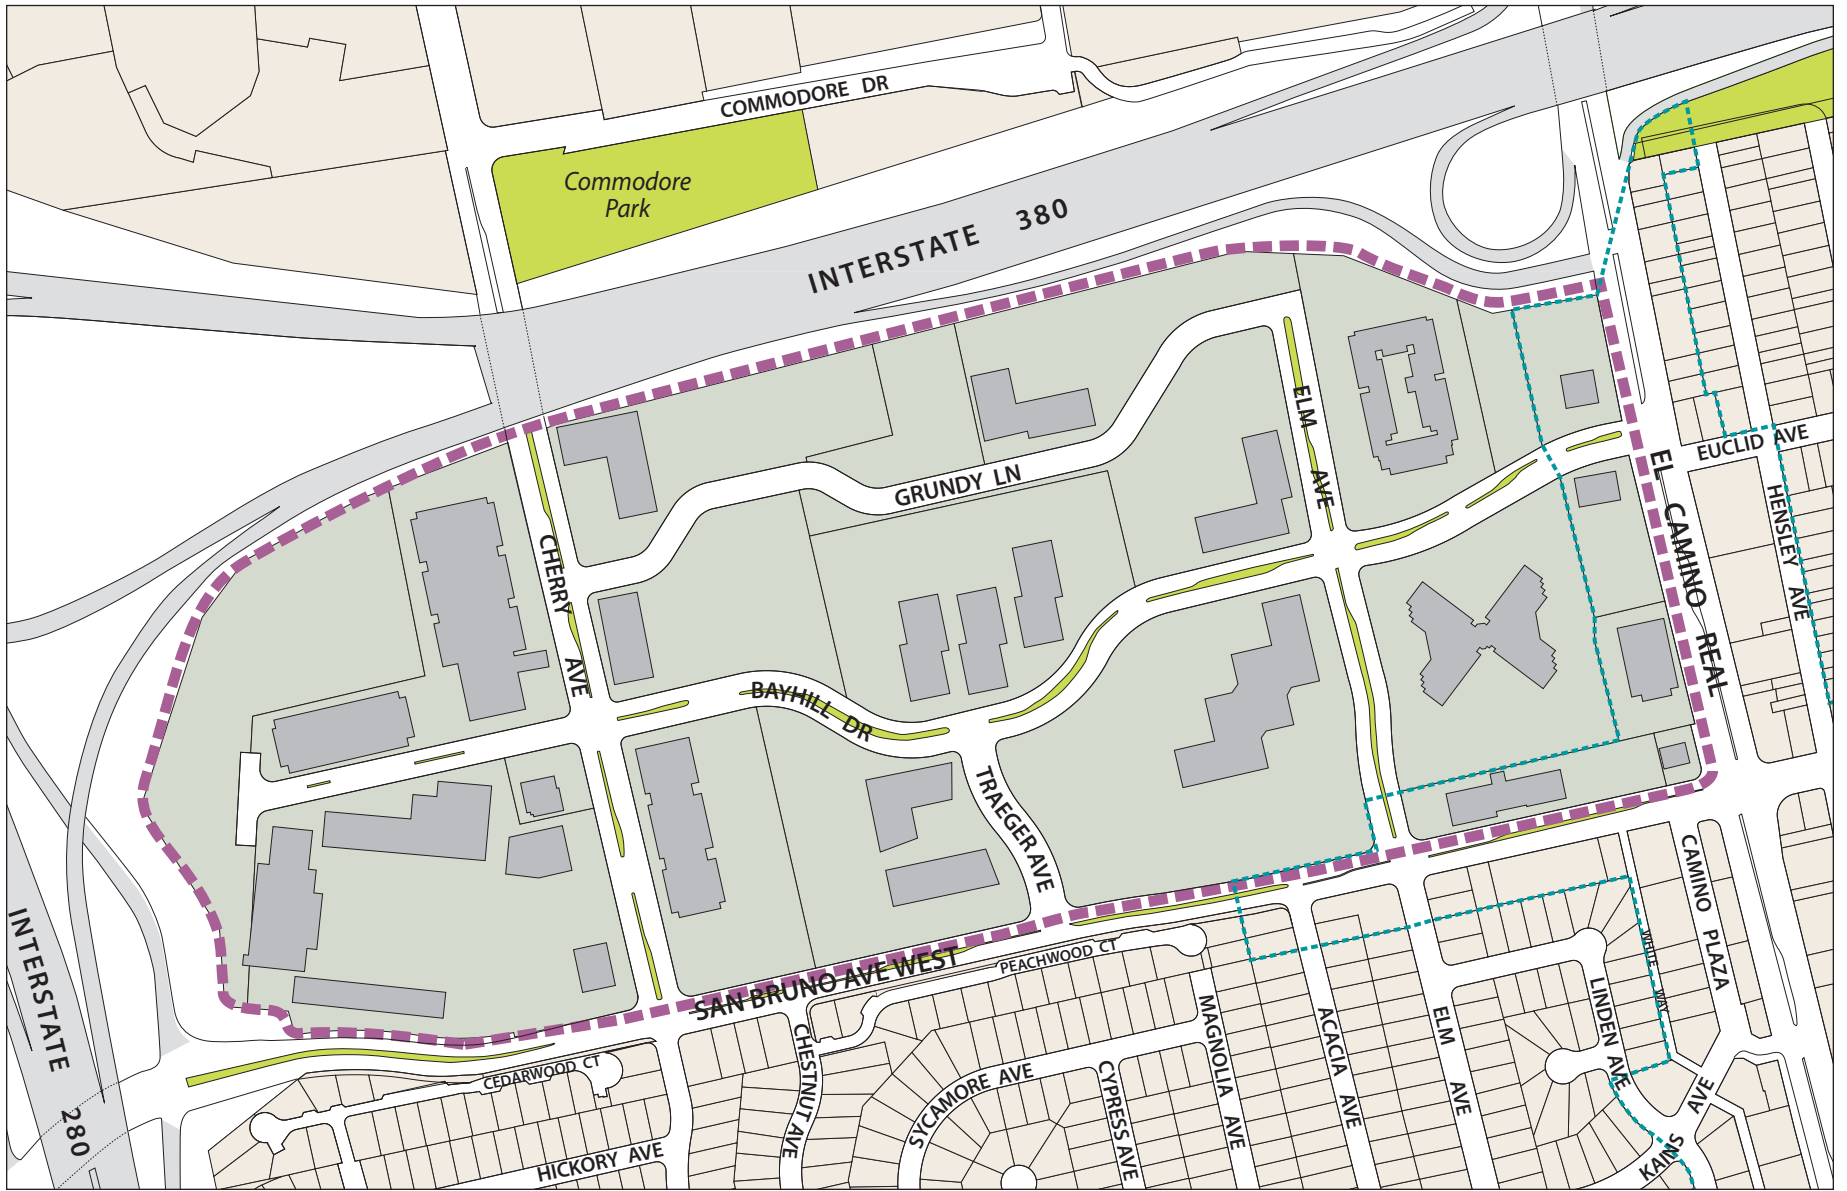 COMMODORE DR
Commodore
Park
INTERSTATE 380
ELM AVE
EUCLID AVE
GRUNDY LN
EL CAMINO REAL
HENSLEY AVE
CHERRY AVE
BAYHILL DR
TRAEGER AVE
CAMINO PLAZA
INTERSTATE 280
SAN BRUNO AVE WEST
PEACHWOOD CT
WHITE WAY
LINDEN AVE
MAGNOLIA AVE
ACACIA AVE
ELM AVE
CHESTNUT AVE
CEDARWOOD CT
SYCAMORE AVE
CYPRESS AVE
HICKORY AVE
KAINS AVE